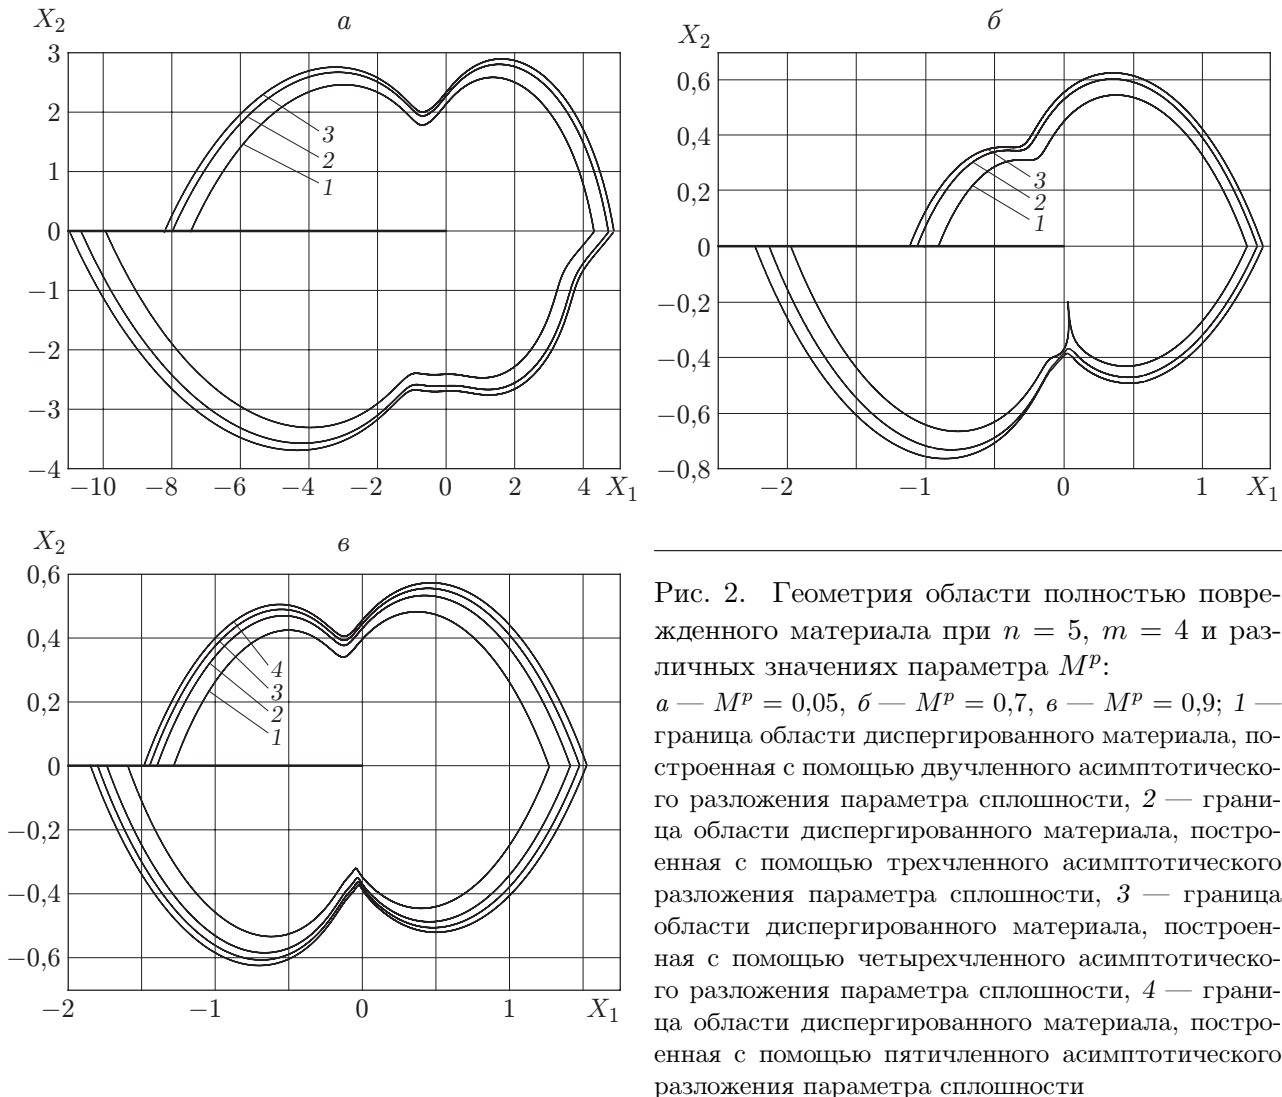 X₂
а
3
2
1
0
−1
−2
−3
−4
3
2
1
−10 −8 −6 −4 −2 0 2 4 X₁
X₂
б
0,6
0,4
0,2
0
−0,2
−0,4
−0,6
−0,8
3
2
1
−2 −1 0 1 X₁
X₂
в
0,6
0,4
0,2
0
−0,2
−0,4
−0,6
4
3
2
1
−2 −1 0 1 X₁
Рис. 2. Геометрия области полностью повре-
жденного материала при n = 5, m = 4 и раз-
личных значениях параметра Mᵖ:
а — Mᵖ = 0,05, б — Mᵖ = 0,7, в — Mᵖ = 0,9; 1 —
граница области диспергированного материала, по-
строенная с помощью двучленного асимптотическо-
го разложения параметра сплошности, 2 — грани-
ца области диспергированного материала, постро-
енная с помощью трехчленного асимптотического
разложения параметра сплошности, 3 — граница
области диспергированного материала, построен-
ная с помощью четырехчленного асимптотическо-
го разложения параметра сплошности, 4 — грани-
ца области диспергированного материала, постро-
енная с помощью пятичленного асимптотического
разложения параметра сплошности